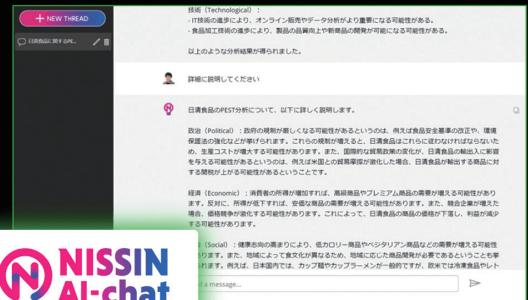 技術（Technological）：
- IT技術の進歩により、オンライン販売やデータ分析がより重要になる可能性がある。
- 食品加工技術の進歩により、製品の品質向上や新商品の開発が可能になる可能性がある。
以上のような分析結果が得られました。
+ NEW THREAD
日清食品に関するPE...
詳細に説明してください
日清食品のPEST分析について、以下に詳しく説明します。
政治（Political）：政府の規制が厳しくなる可能性があるというのは、例えば食品安全基準の改正や、環境
保護法の強化などが挙げられます。これらの規制が増えると、日清食品はこれらに従わなければならないた
め、生産コストが増大する可能性があります。また、国際的な貿易政策の変化が、日清食品の輸出入に影響
を与える可能性があるというのは、例えば米国との貿易摩擦が激化した場合、日清食品が輸出する商品に対
する関税が上がる可能性があるということです。
経済（Economic）：消費者の所得が増加すれば、高級商品やプレミアム商品の需要が増える可能性があり
ます。反対に、所得が低下すれば、安価な商品の需要が増える可能性があります。また、競合企業が増えた
場合、価格競争が激化する可能性があります。これによって、日清食品の商品の価格が下落し、利益が減少
する可能性があります。
（Social）：健康志向の高まりにより、低カロリー商品やベジタリアン商品などの需要が増える可能性
ります。また、地域によって食文化が異なるため、地域に応じた商品開発が必要であるということも挙
れます。例えば、日本国内では、カップ麺やカップラーメンが一般的ですが、欧米では冷凍食品やレト
d a message...
NISSIN
AI-chat